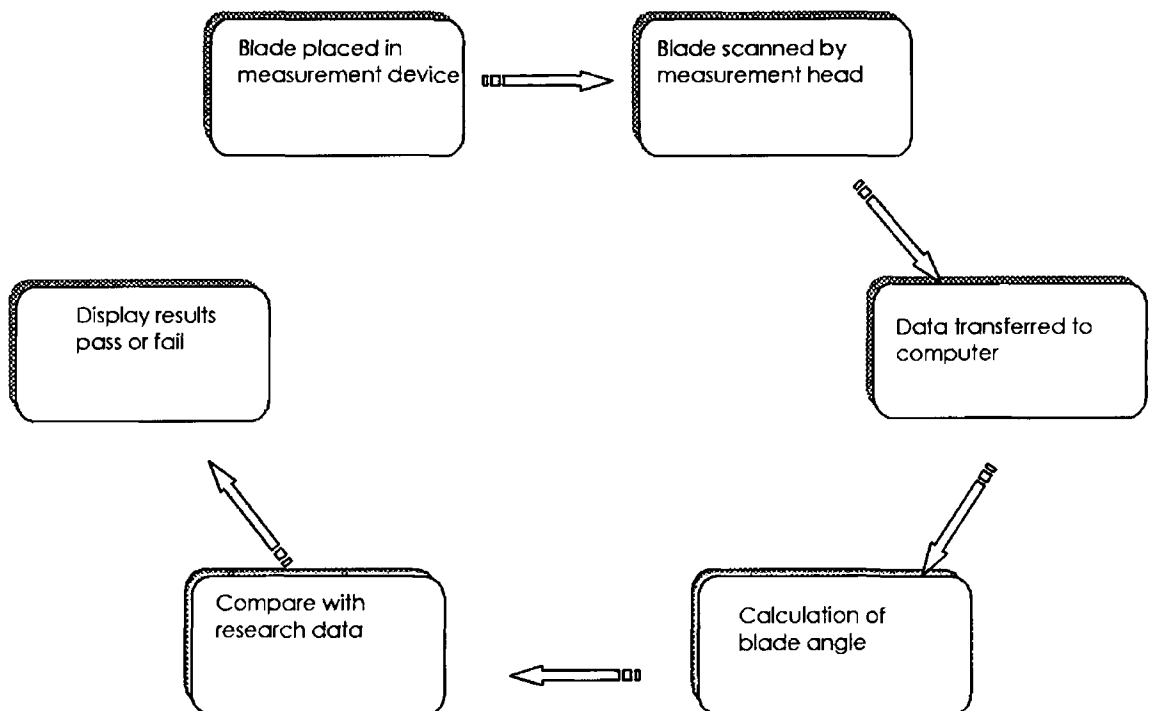 Blade placed in
measurement device
Blade scanned by
measurement head
Data transferred to
computer
Calculation of
blade angle
Compare with
research data
Display results
pass or fail